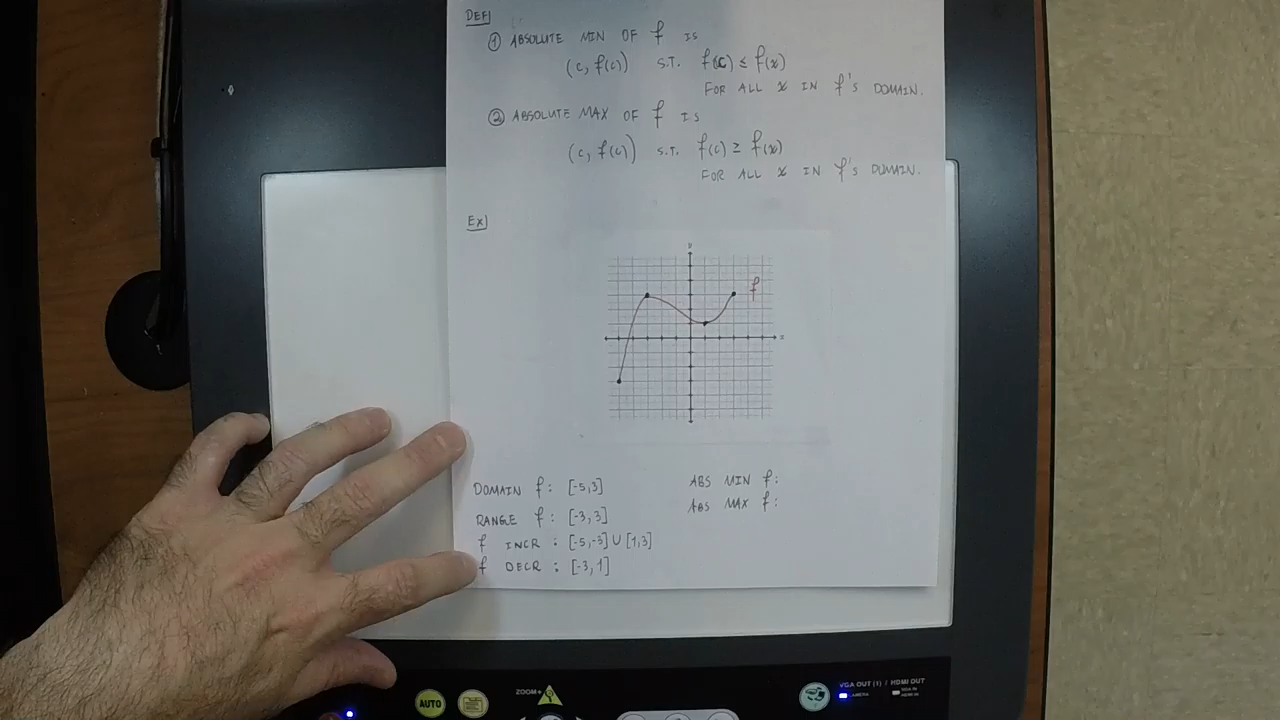 DEF
① ABSOLUTE MIN OF f IS
(c, f(c)) S.T. f(c) ≤ f(x)
FOR ALL x IN f'S DOMAIN.
② ABSOLUTE MAX OF f IS
(c, f(c)) S.T. f(c) ≥ f(x)
FOR ALL x IN f'S DOMAIN.
Ex
y
f
x
DOMAIN f: [-5,3]
RANGE f: [-3,3]
f INCR : [-5,-3] ∪ [1,3]
f DECR : [-3,1]
ABS MIN f:
ABS MAX f:
ZOOM+
AUTO
VGA OUT (1) / HDMI OUT
CAMERA